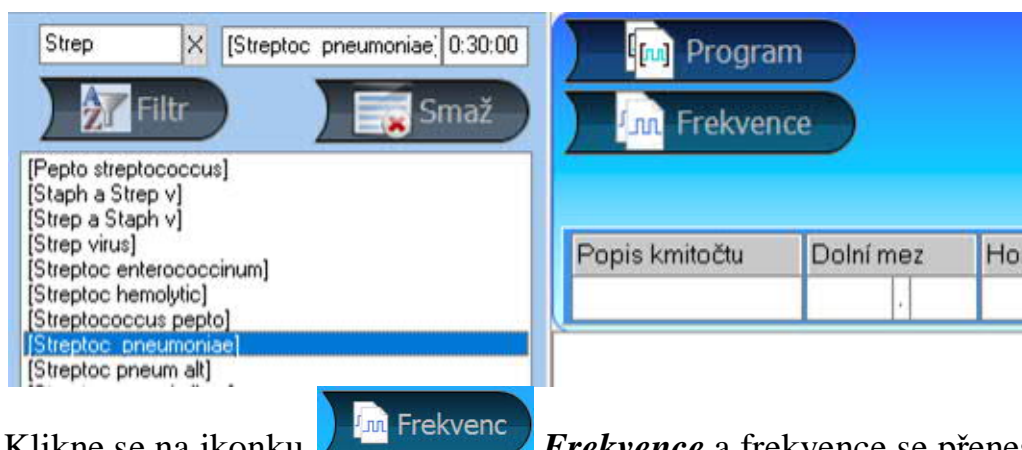 Strep X [Streptoc pneumoniae] 0:30:00
Filtr Smaž
[Pepto streptococcus]
[Staph a Strep v]
[Strep a Staph v]
[Strep virus]
[Streptoc enterococcinum]
[Streptoc hemolytic]
[Streptococcus pepto]
[Streptoc pneumoniae]
[Streptoc pneum alt]
Program
Frekvence
Popis kmitočtu Dolní mez Ho
.
Klikne se na ikonku Frekvenc Frekvence a frekvence se přene